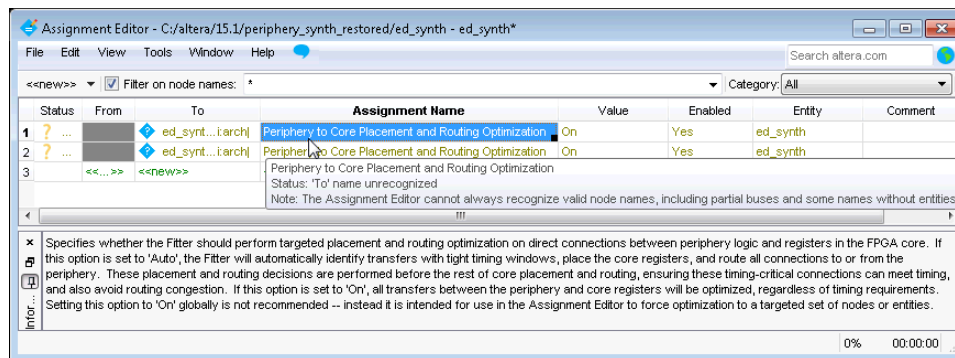 Assignment Editor - C:/altera/15.1/periphery_synth_restored/ed_synth - ed_synth*
File Edit View Tools Window Help Search altera.com
<<new>> Filter on node names: * Category: All
Status From To Assignment Name Value Enabled Entity Comment
1 ? ... ed_synt...i:arch| Periphery to Core Placement and Routing Optimization On Yes ed_synth
2 ? ... ed_synt...i:arch| Periphery to Core Placement and Routing Optimization On Yes ed_synth
3 <<...>> <<new>>
Periphery to Core Placement and Routing Optimization
Status: 'To' name unrecognized
Note: The Assignment Editor cannot always recognize valid node names, including partial buses and some names without entities
Specifies whether the Fitter should perform targeted placement and routing optimization on direct connections between periphery logic and registers in the FPGA core. If
this option is set to 'Auto', the Fitter will automatically identify transfers with tight timing windows, place the core registers, and route all connections to or from the
periphery. These placement and routing decisions are performed before the rest of core placement and routing, ensuring these timing-critical connections can meet timing,
and also avoid routing congestion. If this option is set to 'On', all transfers between the periphery and core registers will be optimized, regardless of timing requirements.
Setting this option to 'On' globally is not recommended -- instead it is intended for use in the Assignment Editor to force optimization to a targeted set of nodes or entities.
Infor...
0% 00:00:00